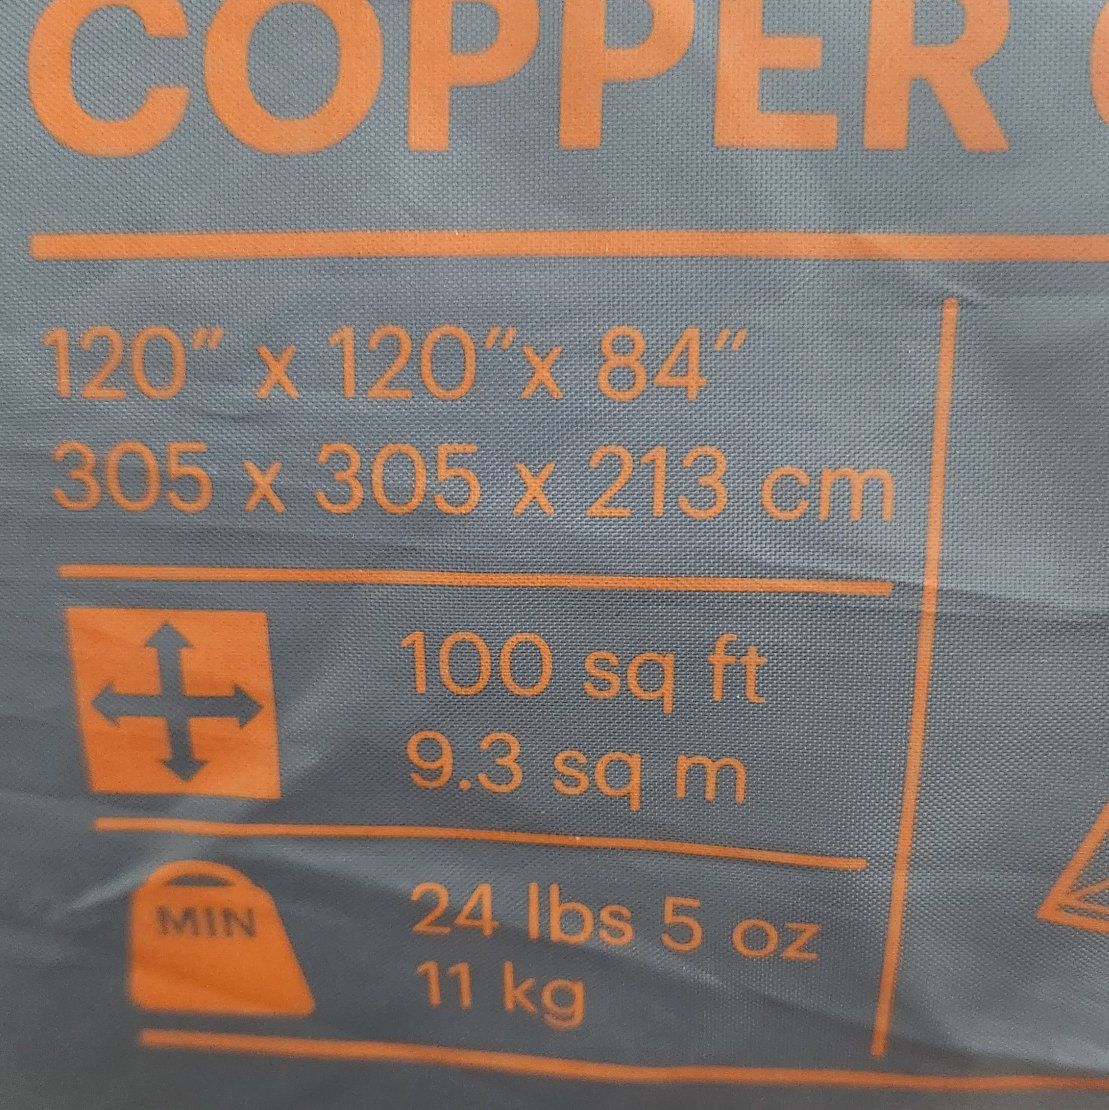 COPPER
120" x 120"x 84"
305 x 305 x 213 cm
100 sq ft
9.3 sq m
MIN
24 lbs 5 oz
11 kg